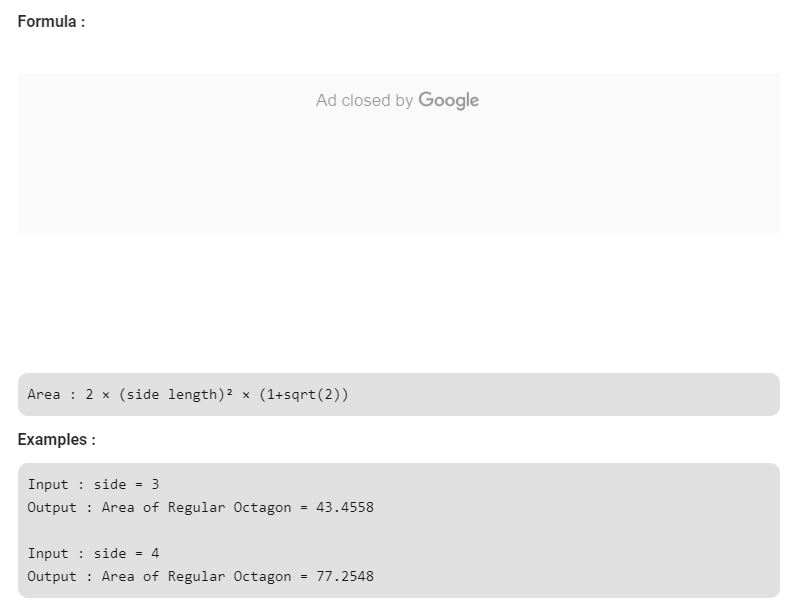 Formula :
Ad closed by Google
Area : 2 × (side length)² × (1+sqrt(2))
Examples :
Input : side = 3
Output : Area of Regular Octagon = 43.4558
Input : side = 4
Output : Area of Regular Octagon = 77.2548